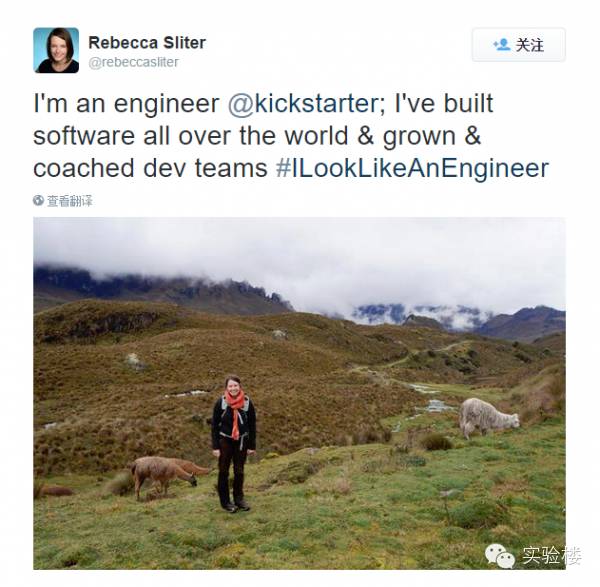 Rebecca Sliter
@rebeccasliter
关注
I'm an engineer @kickstarter; I've built
software all over the world & grown &
coached dev teams #ILookLikeAnEngineer
查看翻译
实验楼